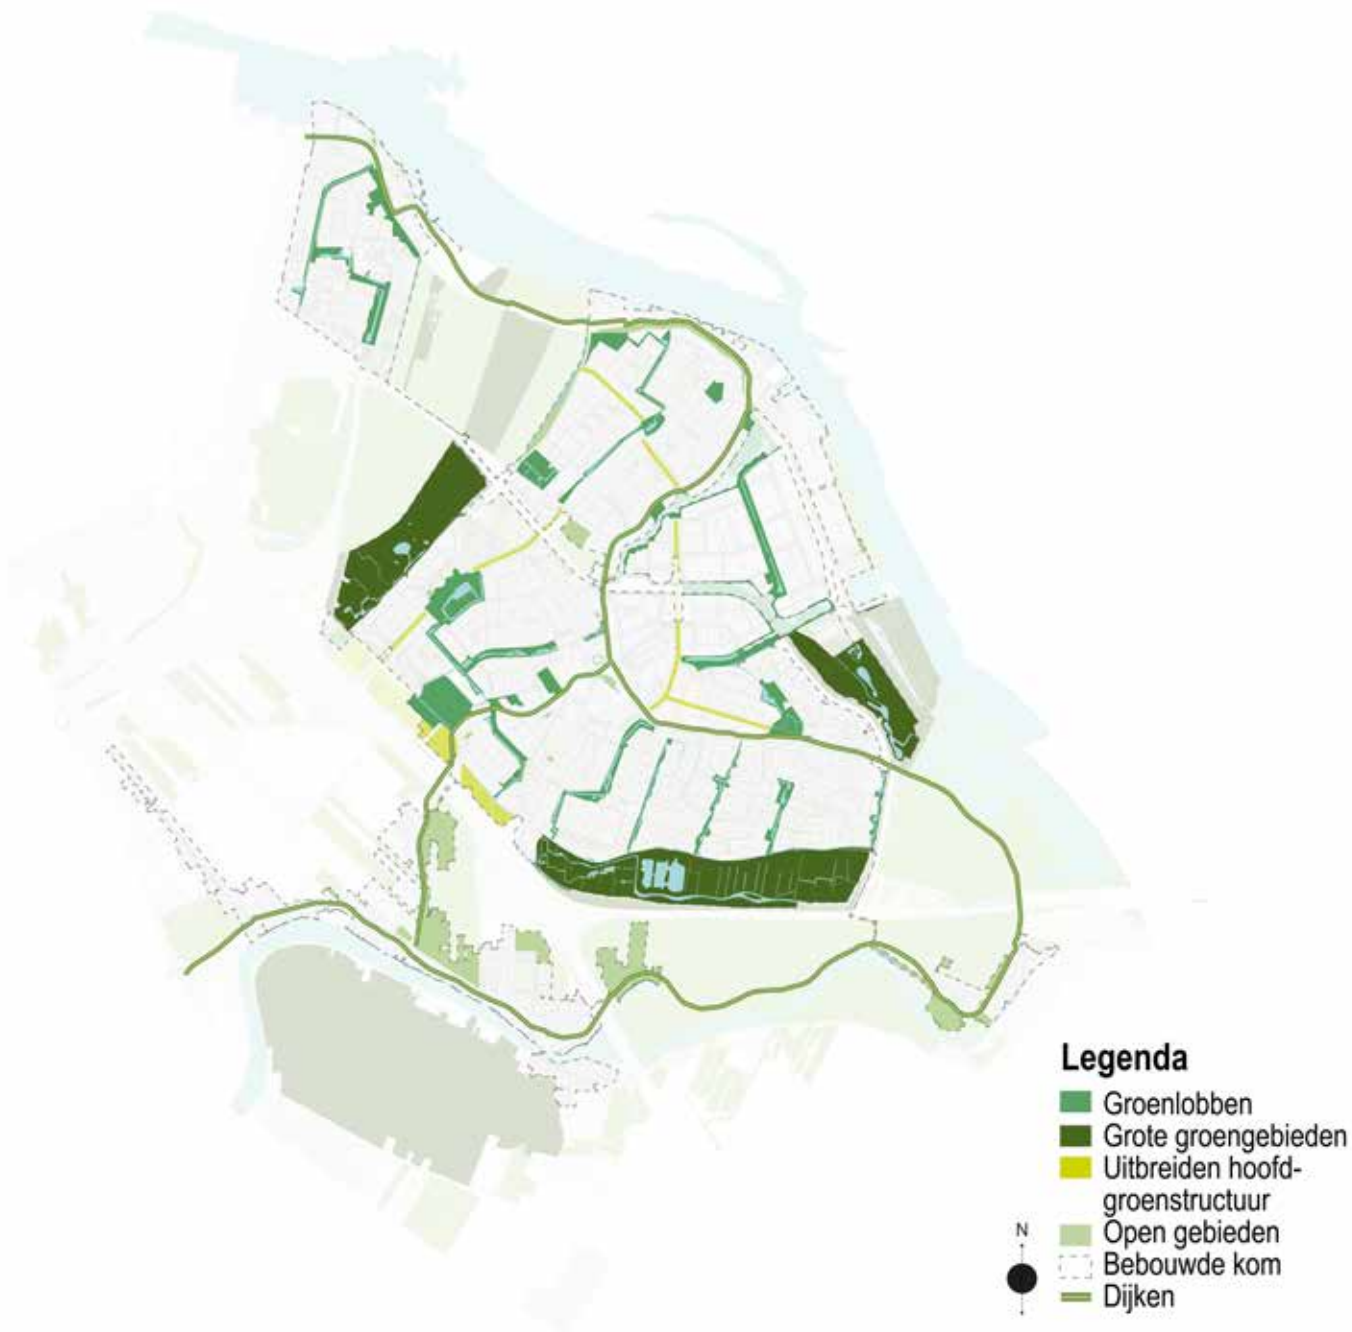 Legenda
Groenlobben
Grote groengebieden
Uitbreiden hoofd-
groenstructuur
Open gebieden
Bebouwde kom
Dijken
N